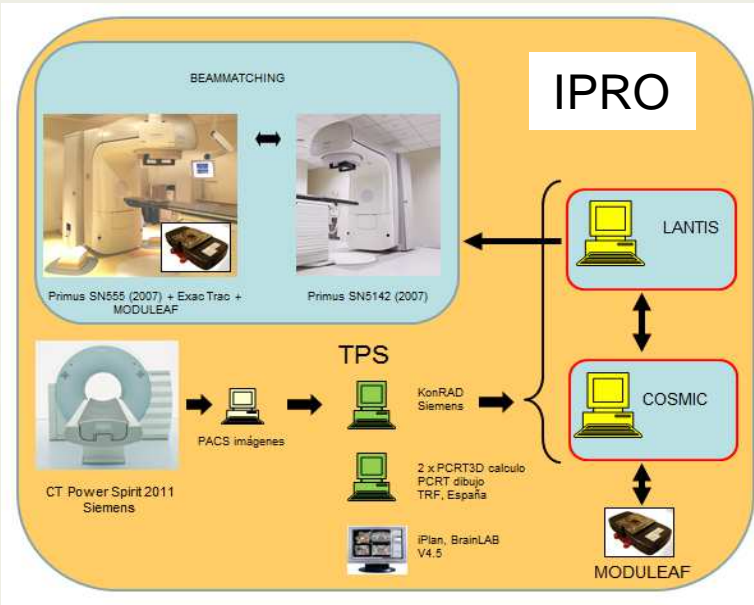 IPRO
BEAMMATCHING
Primus SN555 (2007) + Exac Trac +
MODULEAF
Primus SN5142 (2007)
LANTIS
COSMIC
MODULEAF
TPS
KonRAD
Siemens
PACS imágenes
CT Power Spirit 2011
Siemens
2 x PCRT3D calculo
PCRT dibujo
TRF, España
iPlan, BrainLAB
V4.5